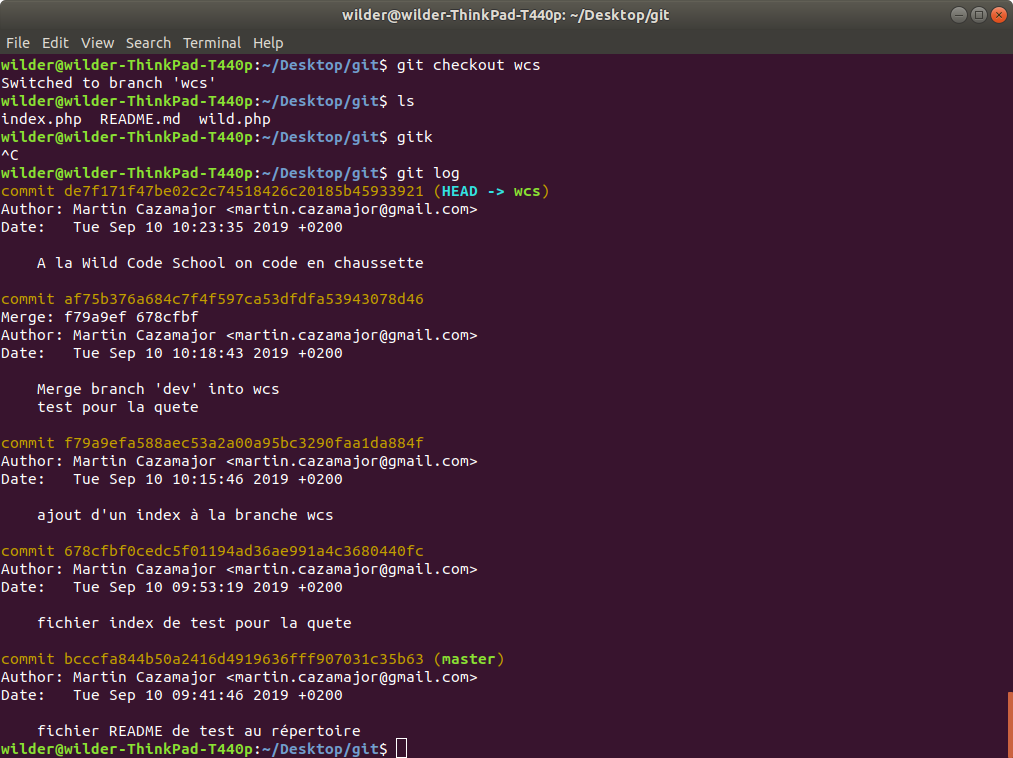 wilder@wilder-ThinkPad-T440p: ~/Desktop/git
File Edit View Search Terminal Help
wilder@wilder-ThinkPad-T440p:~/Desktop/git$ git checkout wcs
Switched to branch 'wcs'
wilder@wilder-ThinkPad-T440p:~/Desktop/git$ ls
index.php  README.md  wild.php
wilder@wilder-ThinkPad-T440p:~/Desktop/git$ gitk
^C
wilder@wilder-ThinkPad-T440p:~/Desktop/git$ git log
commit de7f171f47be02c2c74518426c20185b45933921 (HEAD -> wcs)
Author: Martin Cazamajor <martin.cazamajor@gmail.com>
Date:   Tue Sep 10 10:23:35 2019 +0200
    A la Wild Code School on code en chaussette
commit af75b376a684c7f4f597ca53dfdfa53943078d46
Merge: f79a9ef 678cfbf
Author: Martin Cazamajor <martin.cazamajor@gmail.com>
Date:   Tue Sep 10 10:18:43 2019 +0200
    Merge branch 'dev' into wcs
    test pour la quete
commit f79a9efa588aec53a2a00a95bc3290faa1da884f
Author: Martin Cazamajor <martin.cazamajor@gmail.com>
Date:   Tue Sep 10 10:15:46 2019 +0200
    ajout d'un index à la branche wcs
commit 678cfbf0cedc5f01194ad36ae991a4c3680440fc
Author: Martin Cazamajor <martin.cazamajor@gmail.com>
Date:   Tue Sep 10 09:53:19 2019 +0200
    fichier index de test pour la quete
commit bcccfa844b50a2416d4919636fff907031c35b63 (master)
Author: Martin Cazamajor <martin.cazamajor@gmail.com>
Date:   Tue Sep 10 09:41:46 2019 +0200
    fichier README de test au répertoire
wilder@wilder-ThinkPad-T440p:~/Desktop/git$